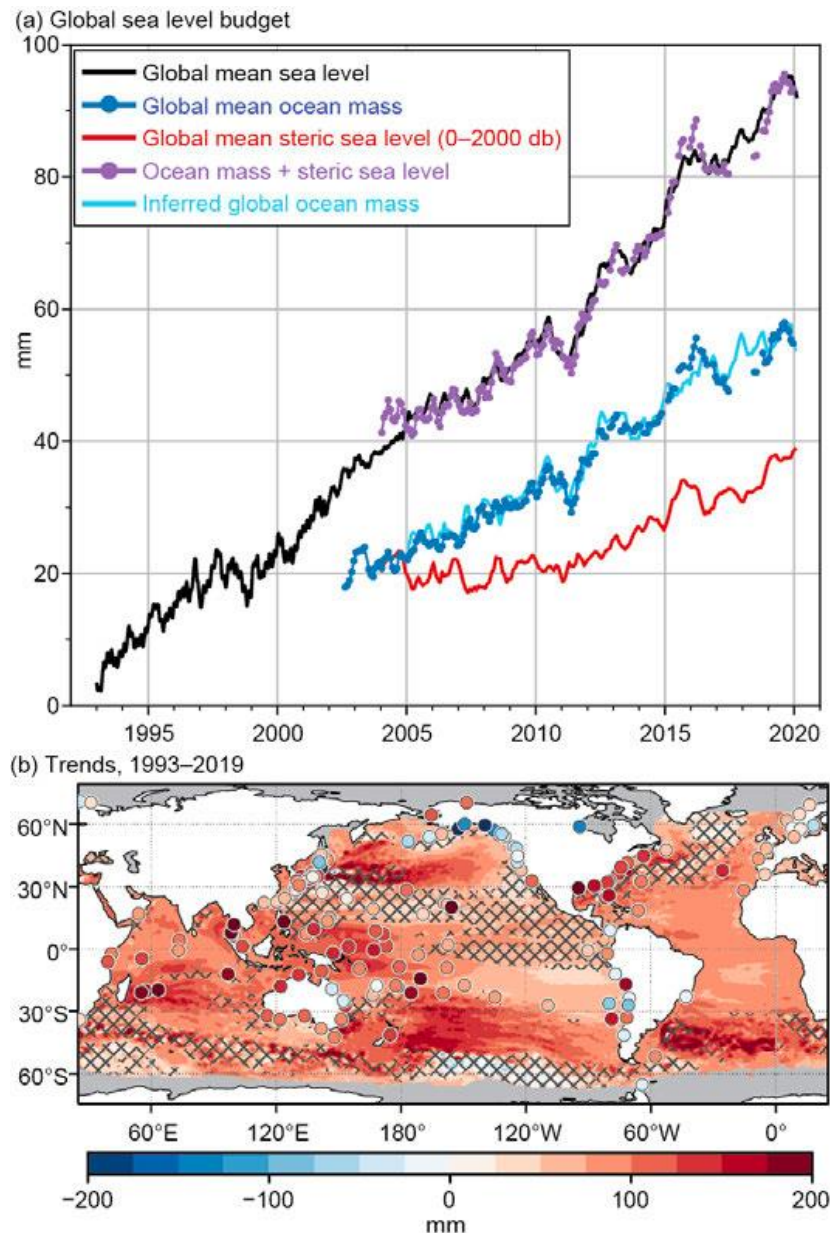 (a) Global sea level budget
100
Global mean sea level
Global mean ocean mass
80
Global mean steric sea level (0–2000 db)
Ocean mass + steric sea level
Inferred global ocean mass
60
mm
40
20
0
1995 2000 2005 2010 2015 2020
(b) Trends, 1993–2019
60°N
30°N
0°
30°S
60°S
60°E 120°E 180° 120°W 60°W 0°
−200 −100 0 100 200
mm